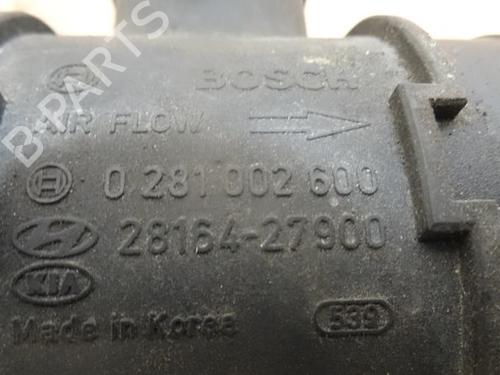 BOSCH
AIR FLOW
0 281 002 600
28164-27900
KIA
Made in Korea 539
B-PARTS